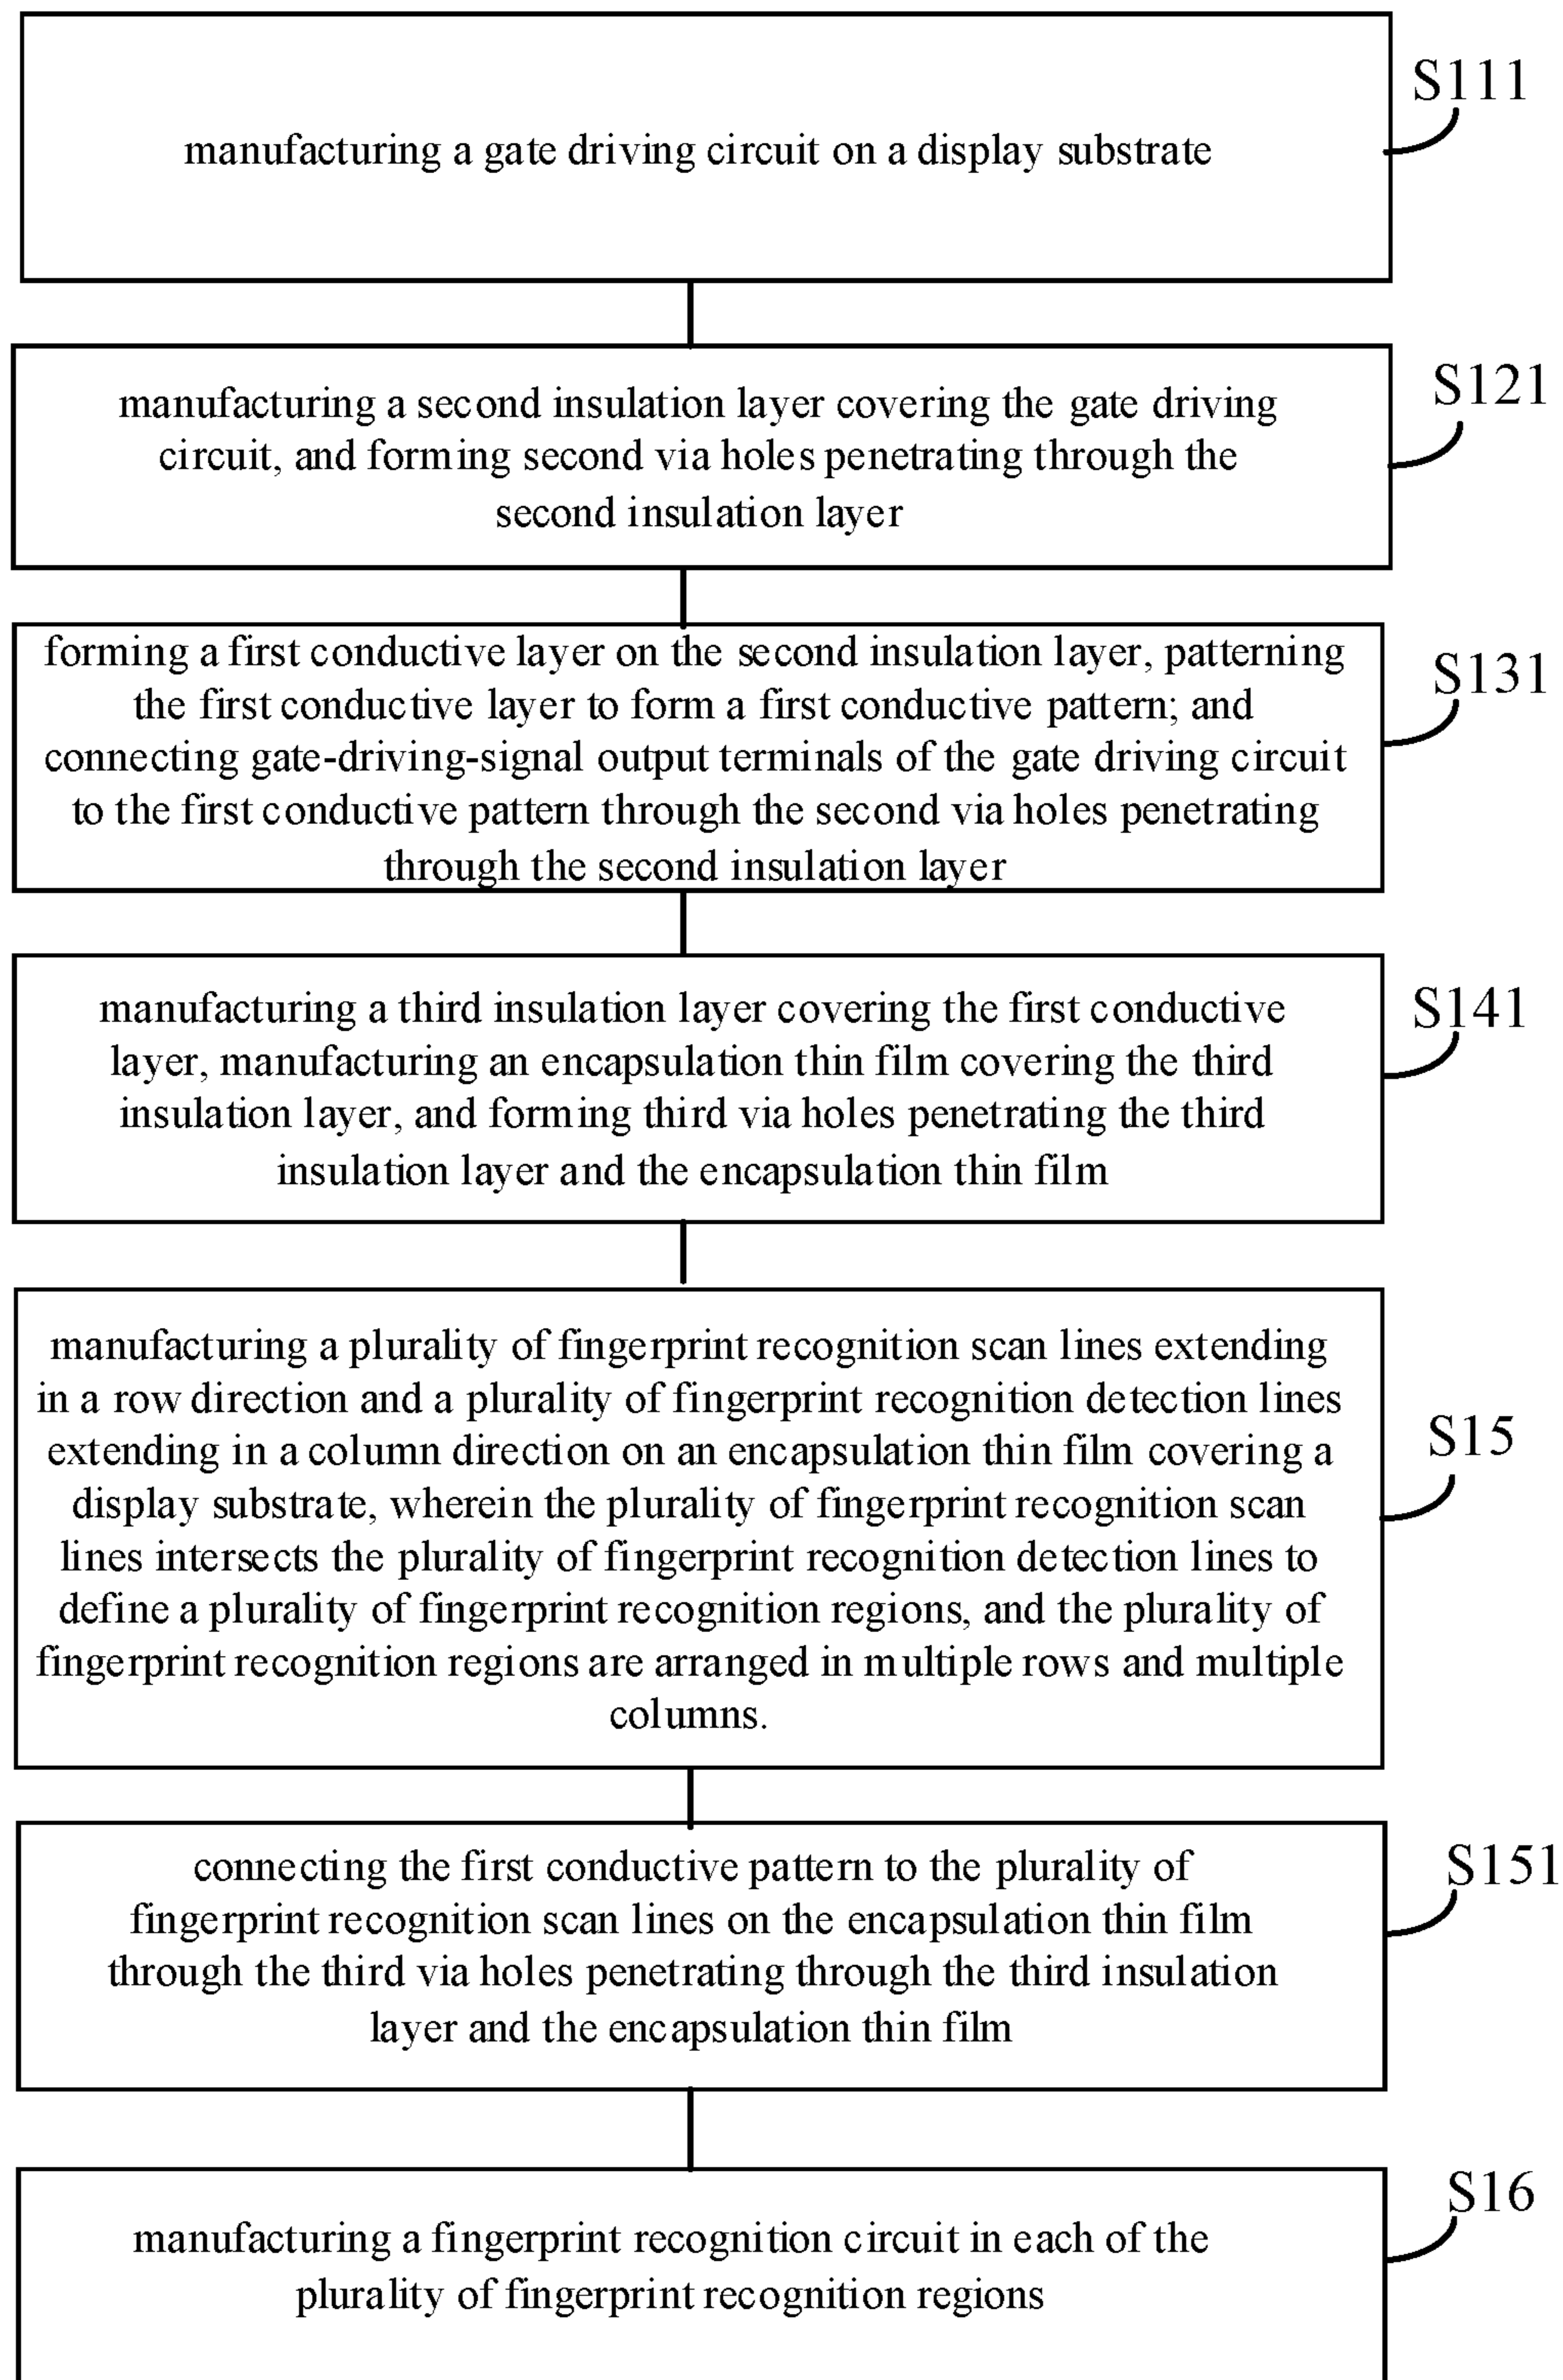 S111
manufacturing a gate driving circuit on a display substrate
S121
manufacturing a second insulation layer covering the gate driving
circuit, and forming second via holes penetrating through the
second insulation layer
S131
forming a first conductive layer on the second insulation layer, patterning
the first conductive layer to form a first conductive pattern; and
connecting gate-driving-signal output terminals of the gate driving circuit
to the first conductive pattern through the second via holes penetrating
through the second insulation layer
S141
manufacturing a third insulation layer covering the first conductive
layer, manufacturing an encapsulation thin film covering the third
insulation layer, and forming third via holes penetrating the third
insulation layer and the encapsulation thin film
S15
manufacturing a plurality of fingerprint recognition scan lines extending
in a row direction and a plurality of fingerprint recognition detection lines
extending in a column direction on an encapsulation thin film covering a
display substrate, wherein the plurality of fingerprint recognition scan
lines intersects the plurality of fingerprint recognition detection lines to
define a plurality of fingerprint recognition regions, and the plurality of
fingerprint recognition regions are arranged in multiple rows and multiple
columns.
S151
connecting the first conductive pattern to the plurality of
fingerprint recognition scan lines on the encapsulation thin film
through the third via holes penetrating through the third insulation
layer and the encapsulation thin film
S16
manufacturing a fingerprint recognition circuit in each of the
plurality of fingerprint recognition regions